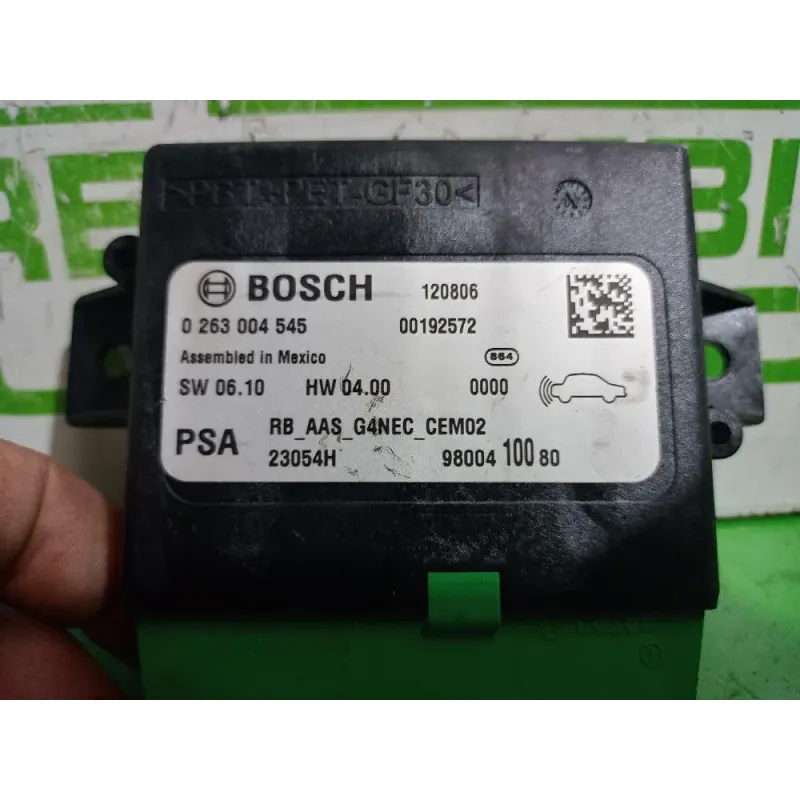 >PBT+PET-GF30<
BOSCH 120806
0 263 004 545 00192572
Assembled in Mexico 864
SW 06.10 HW 04.00 0000
PSA RB_AAS_G4NEC_CEM02
23054H 98004 100 80
BOSCH